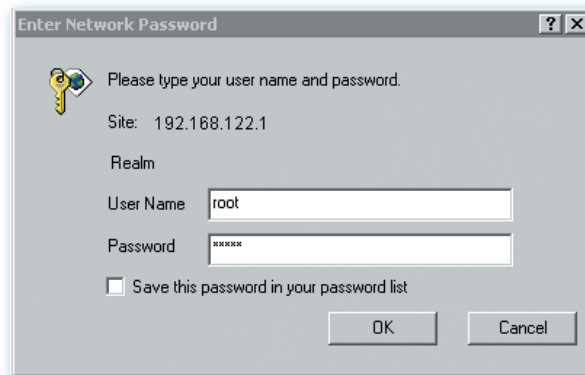 Enter Network Password ? X
Please type your user name and password.
Site: 192.168.122.1
Realm
User Name root
Password *****
Save this password in your password list
OK Cancel